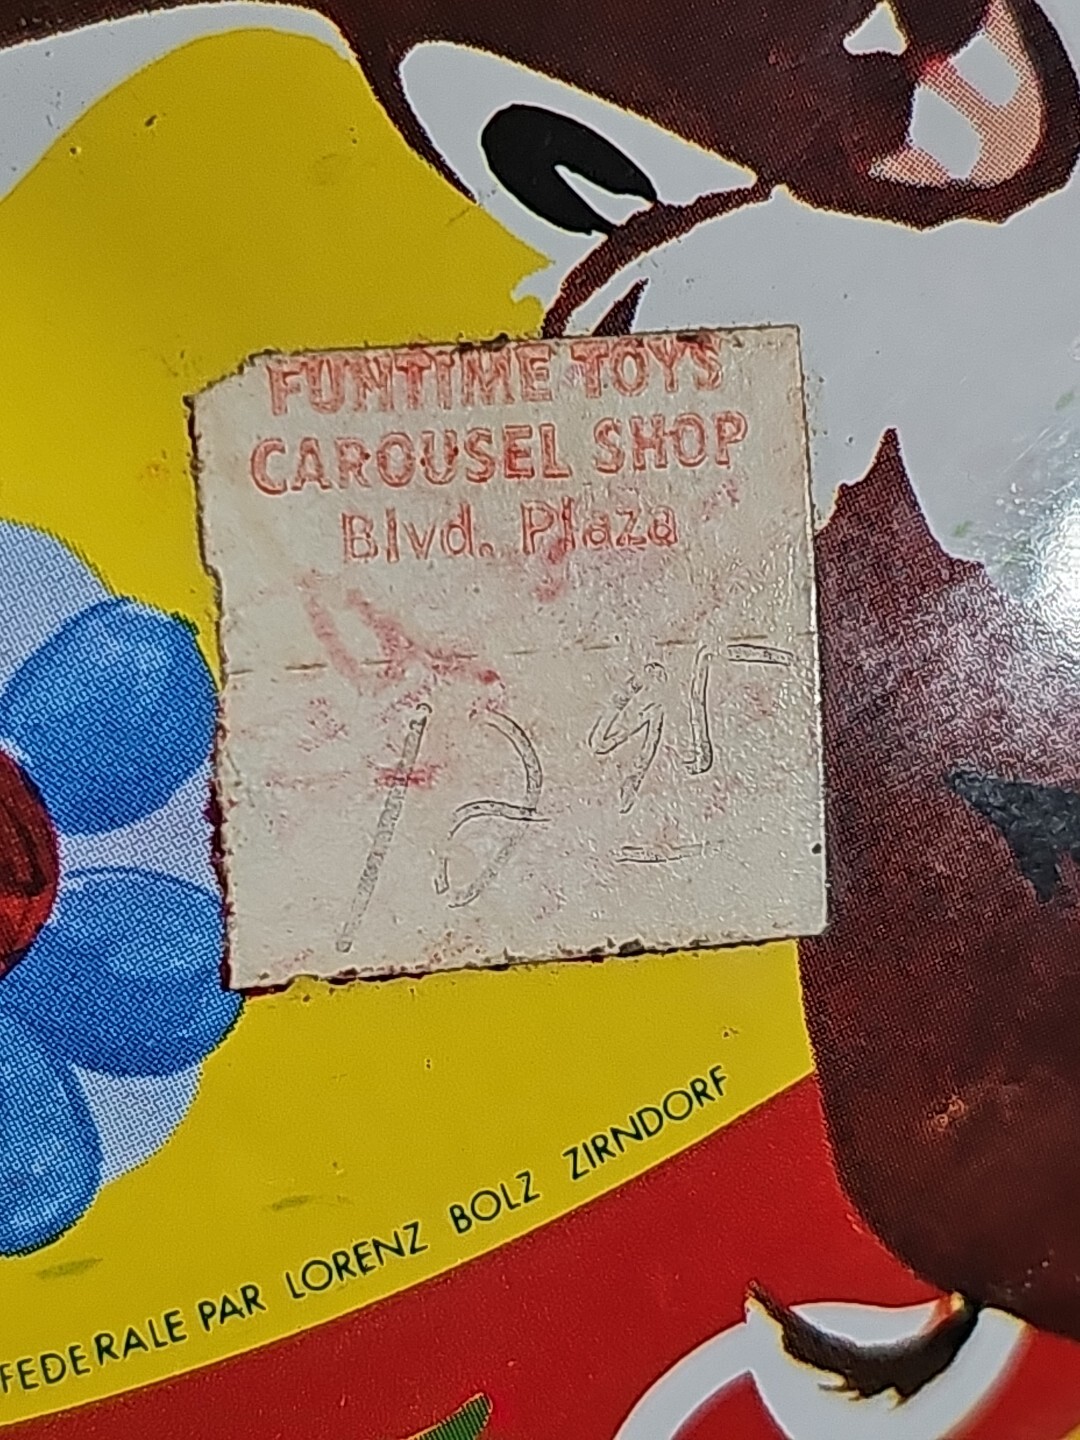 FUNTIME TOYS
CAROUSEL SHOP
Blvd. Plaza
FEDERALE PAR LORENZ BOLZ ZIRNDORF